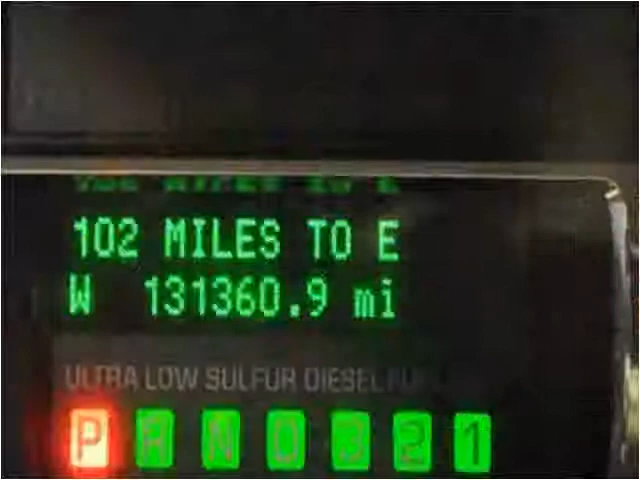 102 MILES TO E
W 131360.9 mi
ULTRA LOW SULFUR DIESEL FUEL
P R N D 3 2 1